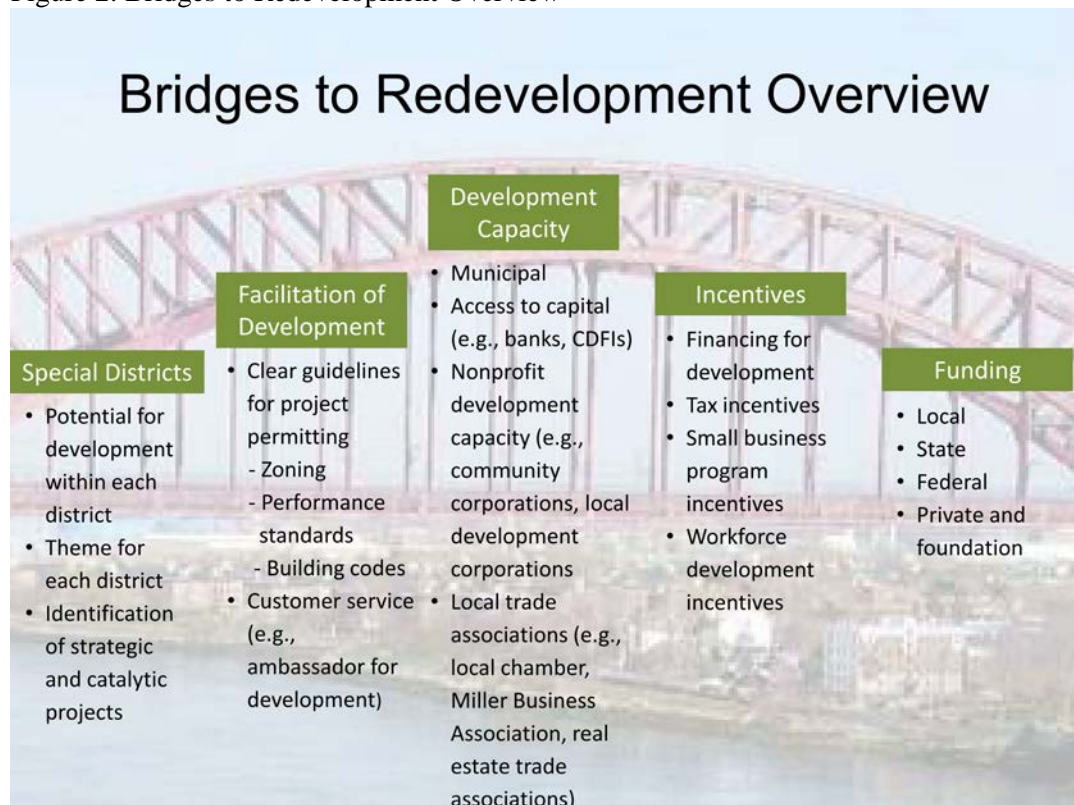 Figure 2: Bridges to Redevelopment Overview
Bridges to Redevelopment Overview
Special Districts
• Potential for
development
within each
district
• Theme for
each district
• Identification
of strategic
and catalytic
projects
Facilitation of
Development
• Clear guidelines
for project
permitting
- Zoning
- Performance
standards
- Building codes
• Customer service
(e.g.,
ambassador for
development)
Development
Capacity
• Municipal
• Access to capital
(e.g., banks, CDFIs)
• Nonprofit
development
capacity (e.g.,
community
corporations, local
development
corporations
• Local trade
associations (e.g.,
local chamber,
Miller Business
Association, real
estate trade
associations)
Incentives
• Financing for
development
• Tax incentives
• Small business
program
incentives
• Workforce
development
incentives
Funding
• Local
• State
• Federal
• Private and
foundation